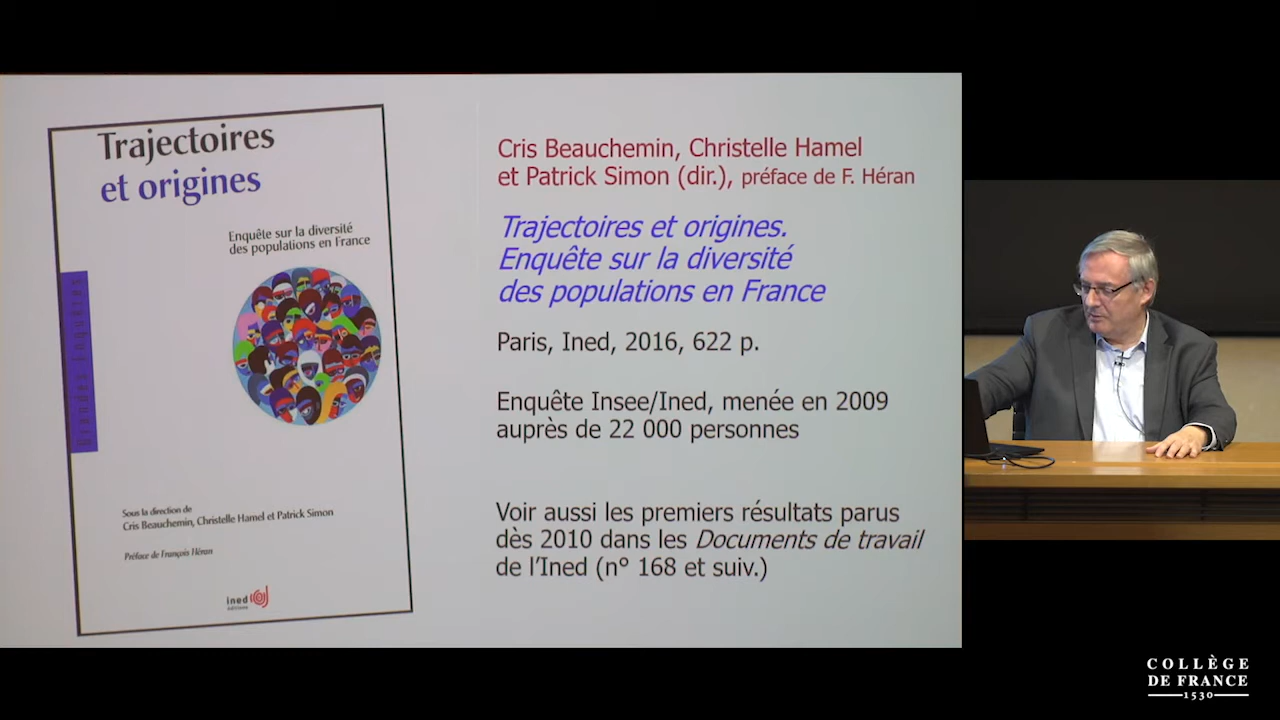 Trajectoires
et origines
Enquête sur la diversité
des populations en France
Grandes Enquêtes
Sous la direction de
Cris Beauchemin, Christelle Hamel et Patrick Simon
Préface de François Héran
ined
éditions
Cris Beauchemin, Christelle Hamel
et Patrick Simon (dir.), préface de F. Héran
Trajectoires et origines.
Enquête sur la diversité
des populations en France
Paris, Ined, 2016, 622 p.
Enquête Insee/Ined, menée en 2009
auprès de 22 000 personnes
Voir aussi les premiers résultats parus
dès 2010 dans les Documents de travail
de l’Ined (n° 168 et suiv.)
COLLÈGE
DE FRANCE
1530